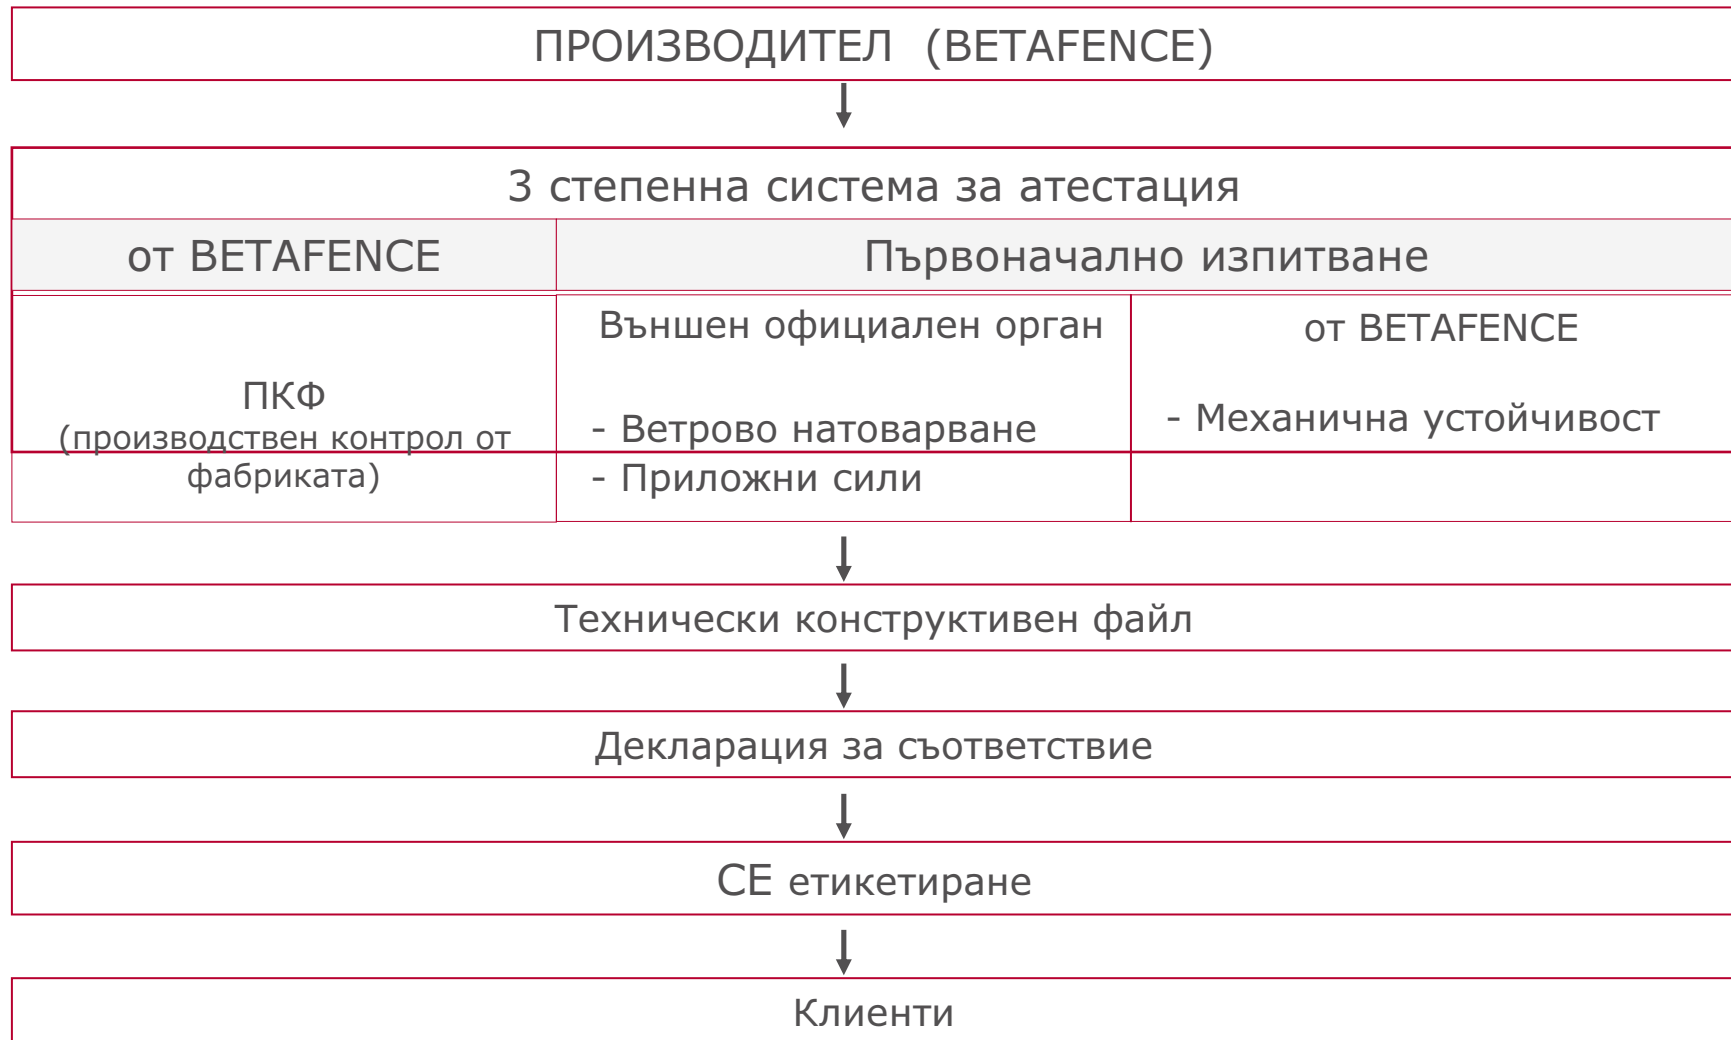 ПРОИЗВОДИТЕЛ (BETAFENCE)
3 степенна система за атестация
от BETAFENCE
Първоначално изпитване
ПКФ
(производствен контрол от
фабриката)
Външен официален орган
- Ветрово натоварване
- Приложни сили
от BETAFENCE
- Механична устойчивост
Технически конструктивен файл
Декларация за съответствие
CE етикетиране
Клиенти